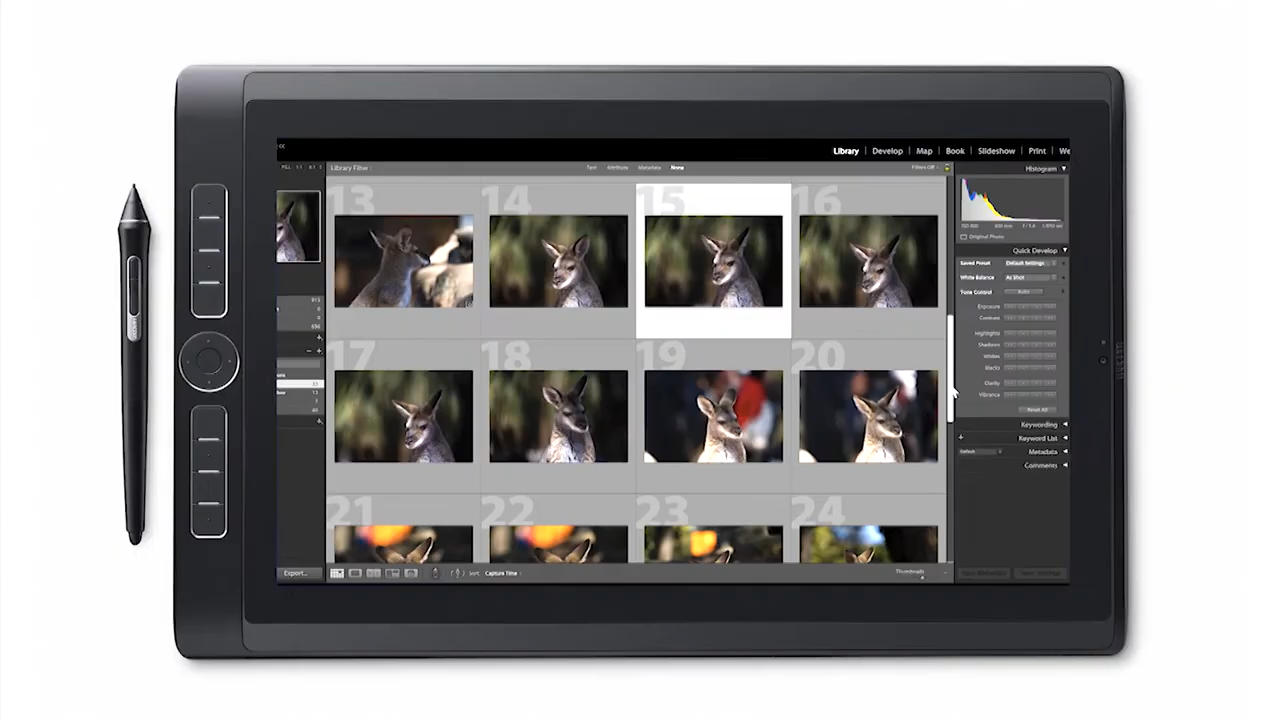 Library | Develop | Map | Book | Slideshow | Print | We
Library Filter :
Text Attribute Metadata None
Filters Off
Histogram
ISO 800
Original Photo
Quick Develop
Saved Preset Default Settings
White Balance As Shot
Tone Control Auto
Exposure
Contrast
Highlights
Shadows
Whites
Blacks
Clarity
Vibrance
Reset All
Keywording
+ Keyword List
Default Metadata
Comments
13 14 15 16
17 18 19 20
21 22 23 24
Export...
Sort: Capture Time
Thumbnails